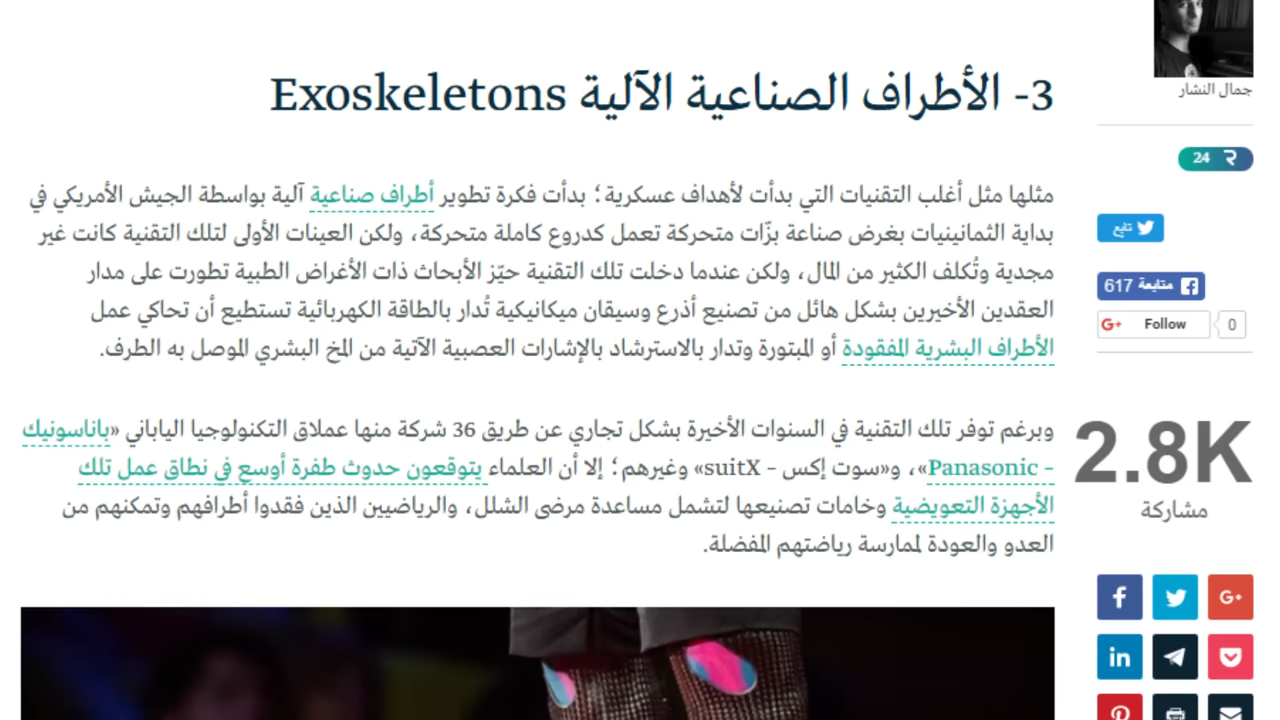 3- الأطراف الصناعية الآلية Exoskeletons
مثلها مثل أغلب التقنيات التي بدأت لأهداف عسكرية؛ بدأت فكرة تطوير أطراف صناعية آلية بواسطة الجيش الأمريكي في
بداية الثمانينيات بغرض صناعة بزّات متحركة تعمل كدروع كاملة متحركة، ولكن العينات الأولى لتلك التقنية كانت غير
مجدية وتُكلف الكثير من المال، ولكن عندما دخلت تلك التقنية حيّز الأبحاث ذات الأغراض الطبية تطورت على مدار
العقدين الأخيرين بشكل هائل من تصنيع أذرع وسيقان ميكانيكية تُدار بالطاقة الكهربائية تستطيع أن تحاكي عمل
الأطراف البشرية المفقودة أو المبتورة وتدار بالاسترشاد بالإشارات العصبية الآتية من المخ البشري الموصل به الطرف.
وبرغم توفر تلك التقنية في السنوات الأخيرة بشكل تجاري عن طريق 36 شركة منها عملاق التكنولوجيا الياباني «باناسونيك
– Panasonic»، و«سوت إكس – suitX» وغيرهم؛ إلا أن العلماء يتوقعون حدوث طفرة أوسع في نطاق عمل تلك
الأجهزة التعويضية وخامات تصنيعها لتشمل مساعدة مرضى الشلل، والرياضيين الذين فقدوا أطرافهم وتمكنهم من
العدو والعودة لممارسة رياضتهم المفضلة.
جمال النشار
24
تابع
متابعة 617
G+ Follow 0
2.8K
مشاركة